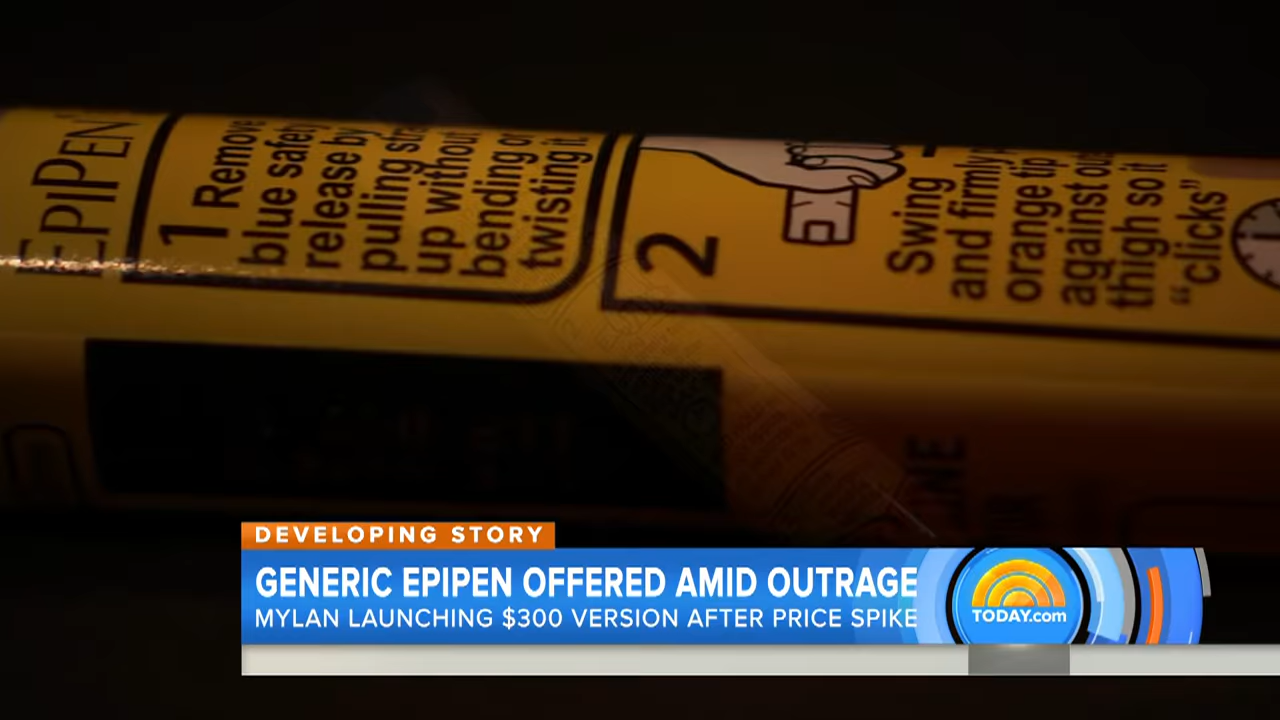 EPIPEN
1 Remove
blue safety
release by
pulling
up without
bending or
twisting it.
2
Swing
and firmly
orange tip
against
thigh so it
“clicks”
DEVELOPING STORY
GENERIC EPIPEN OFFERED AMID OUTRAGE
MYLAN LAUNCHING $300 VERSION AFTER PRICE SPIKE
TODAY.com